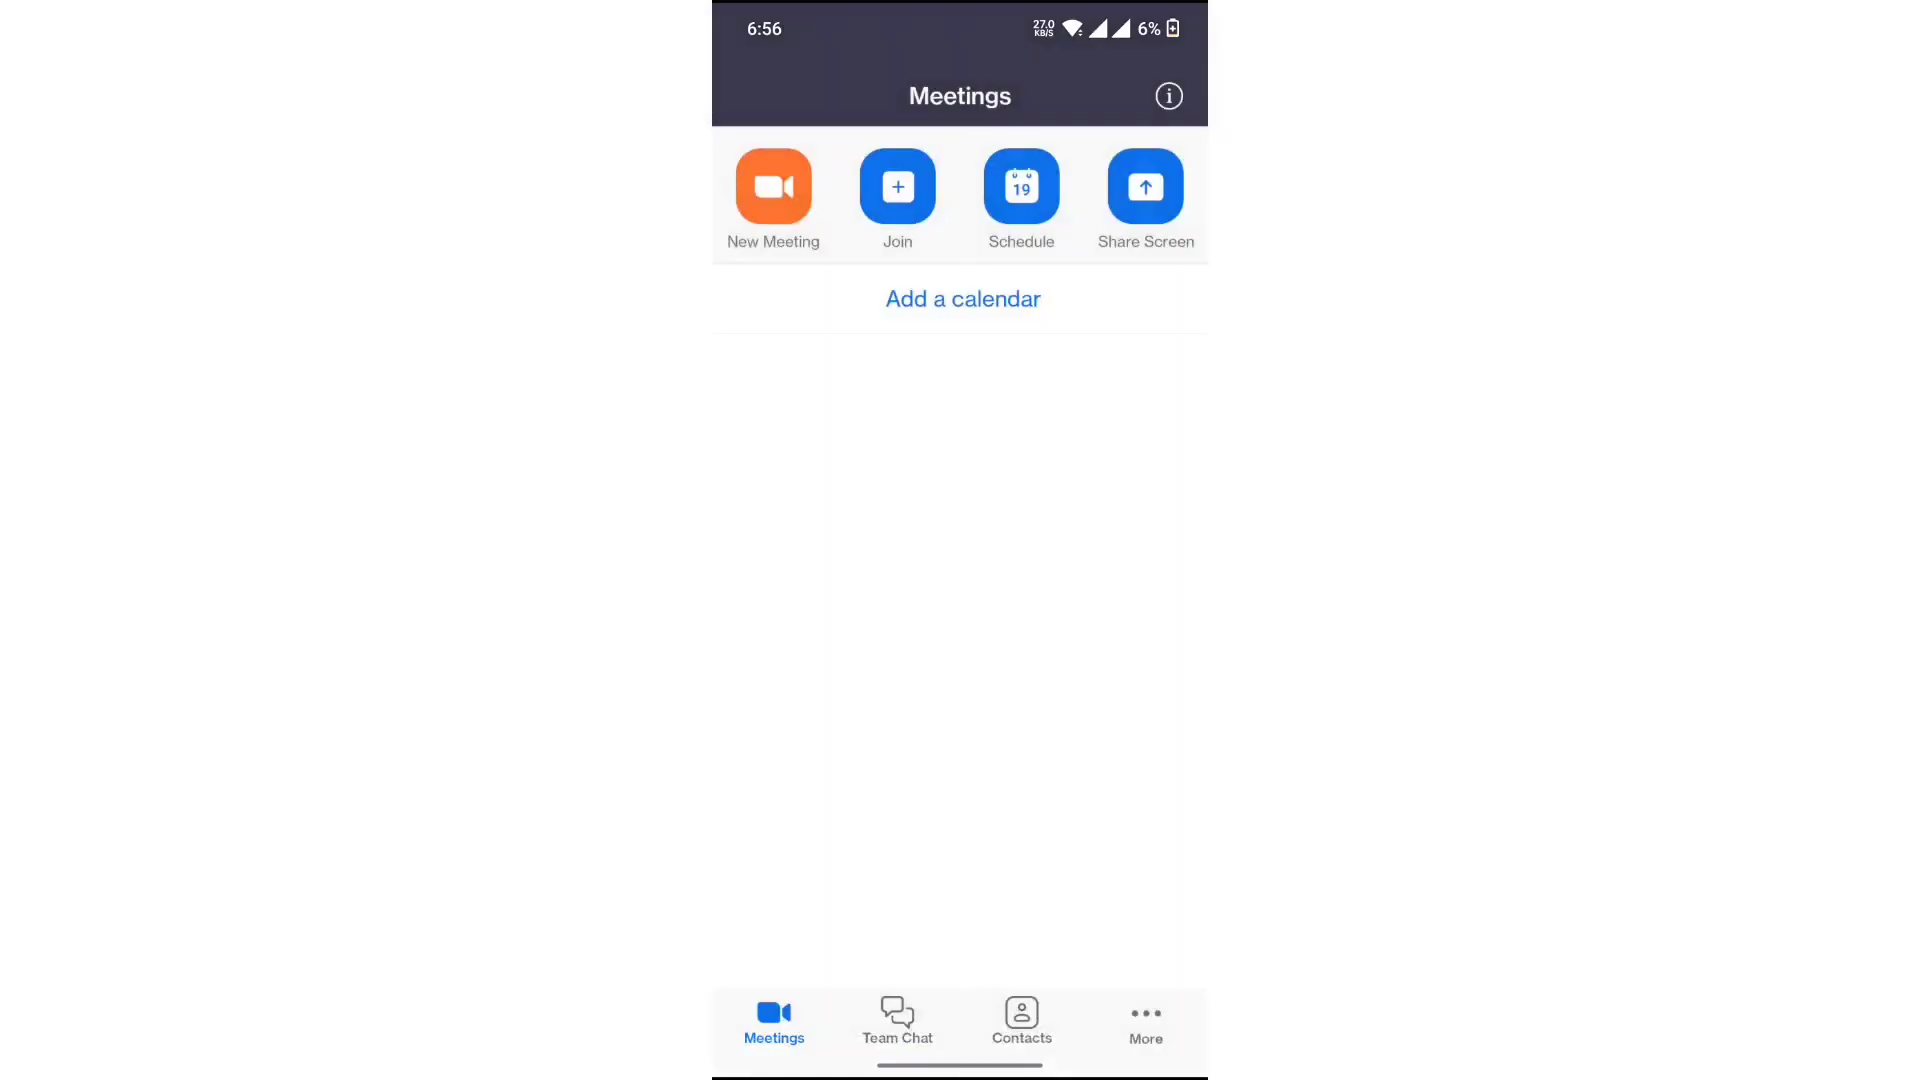 6:56
27.0
KB/S
6%
Meetings
19
New Meeting
Join
Schedule
Share Screen
Add a calendar
Meetings
Team Chat
Contacts
More